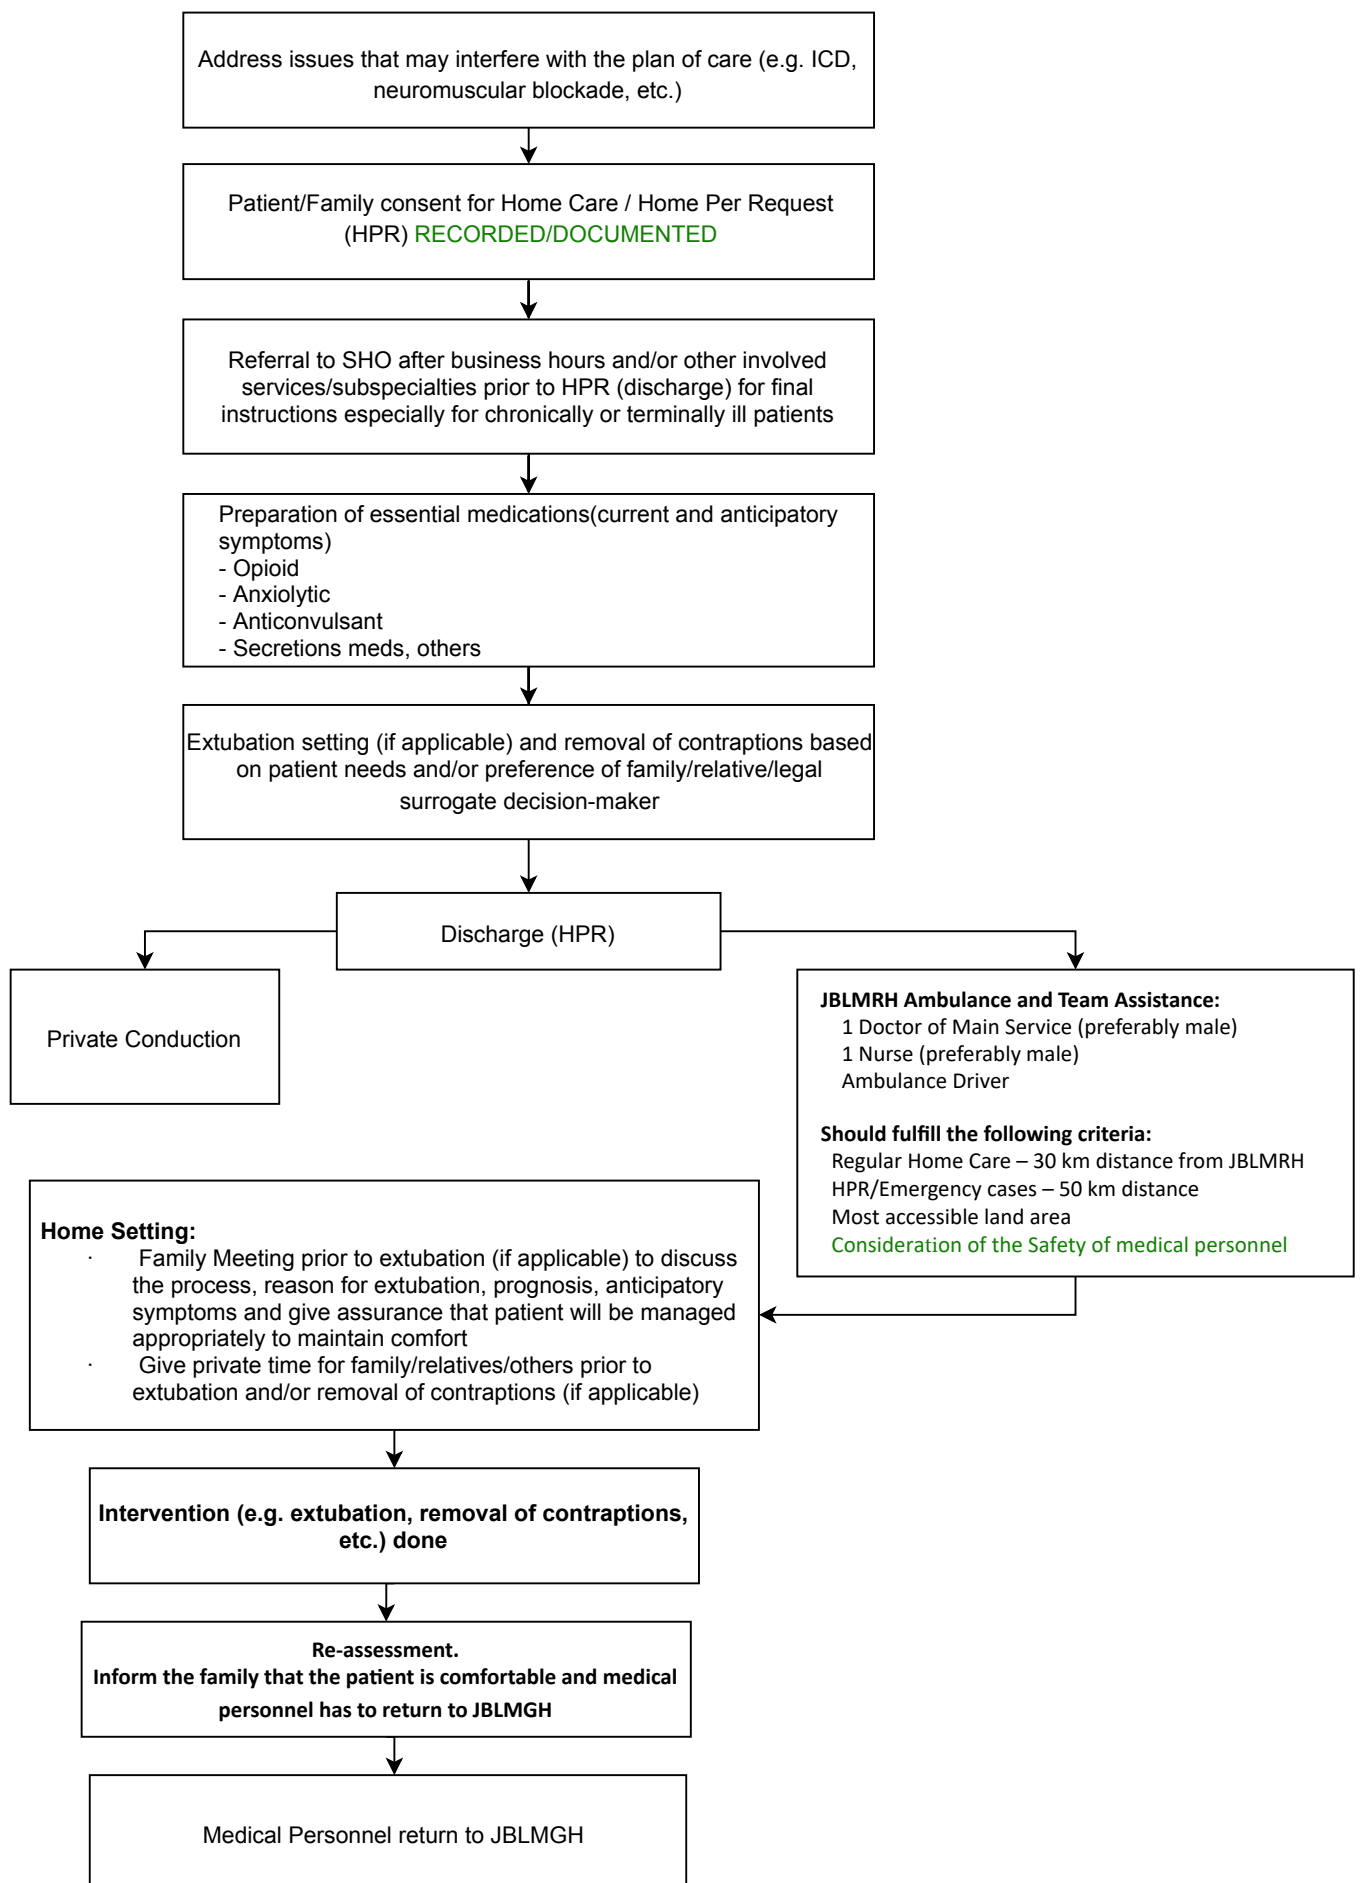 Address issues that may interfere with the plan of care (e.g. ICD,
neuromuscular blockade, etc.)
Patient/Family consent for Home Care / Home Per Request
(HPR) RECORDED/DOCUMENTED
Referral to SHO after business hours and/or other involved
services/subspecialties prior to HPR (discharge) for final
instructions especially for chronically or terminally ill patients
Preparation of essential medications(current and anticipatory
symptoms)
- Opioid
- Anxiolytic
- Anticonvulsant
- Secretions meds, others
Extubation setting (if applicable) and removal of contraptions based
on patient needs and/or preference of family/relative/legal
surrogate decision-maker
Discharge (HPR)
Private Conduction
JBLMRH Ambulance and Team Assistance:
1 Doctor of Main Service (preferably male)
1 Nurse (preferably male)
Ambulance Driver
Should fulfill the following criteria:
Regular Home Care – 30 km distance from JBLMRH
HPR/Emergency cases – 50 km distance
Most accessible land area
Consideration of the Safety of medical personnel
Home Setting:
· Family Meeting prior to extubation (if applicable) to discuss
the process, reason for extubation, prognosis, anticipatory
symptoms and give assurance that patient will be managed
appropriately to maintain comfort
· Give private time for family/relatives/others prior to
extubation and/or removal of contraptions (if applicable)
Intervention (e.g. extubation, removal of contraptions,
etc.) done
Re-assessment.
Inform the family that the patient is comfortable and medical
personnel has to return to JBLMGH
Medical Personnel return to JBLMGH